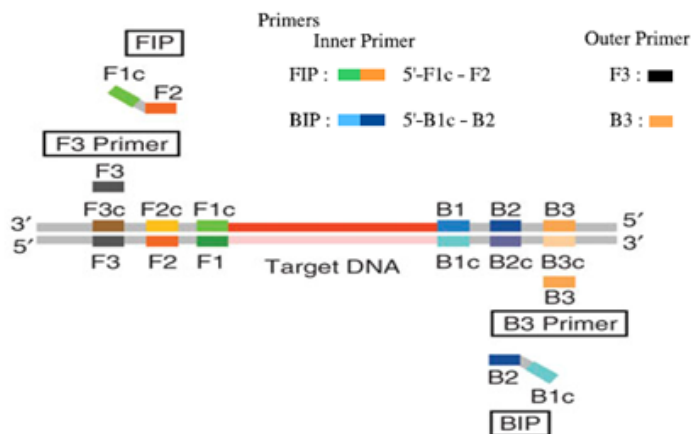 Primers
FIP
Inner Primer
Outer Primer
F1c
F2
FIP : 5'-F1c - F2
F3 :
BIP : 5'-B1c - B2
B3 :
F3 Primer
F3
F3c F2c F1c B1 B2 B3
3′ 5′
5′ 3′
F3 F2 F1 Target DNA B1c B2c B3c
B3
B3 Primer
B2
B1c
BIP